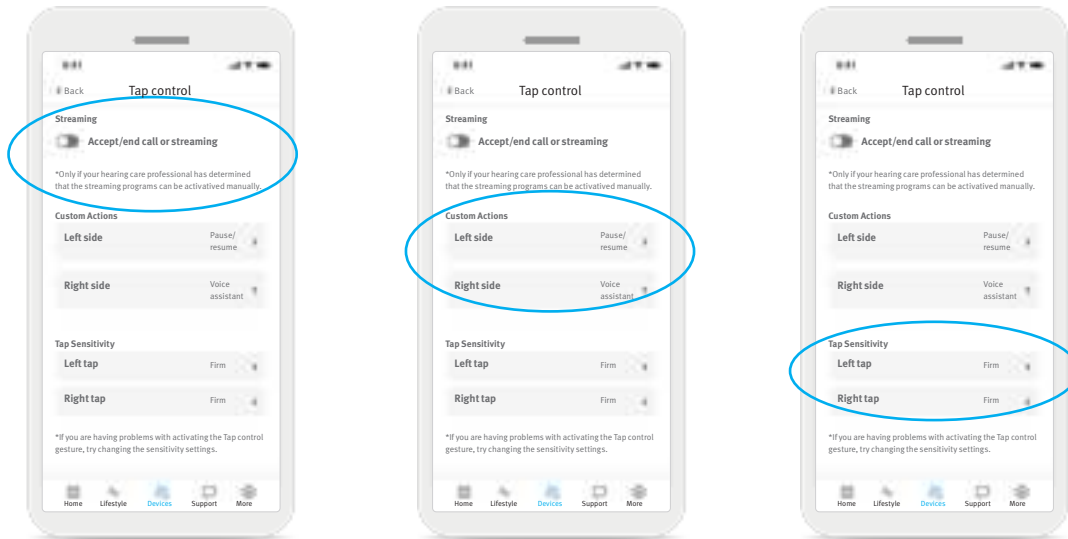 Back Tap control
Streaming
Accept/end call or streaming
*Only if your hearing care professional has determined
that the streaming programs can be activatived manually.
Custom Actions
Left side Pause/
resume
Right side Voice
assistant
Tap Sensitivity
Left tap Firm
Right tap Firm
*If you are having problems with activating the Tap control
gesture, try changing the sensitivity settings.
Home Lifestyle Devices Support More
Back Tap control
Streaming
Accept/end call or streaming
*Only if your hearing care professional has determined
that the streaming programs can be activatived manually.
Custom Actions
Left side Pause/
resume
Right side Voice
assistant
Tap Sensitivity
Left tap Firm
Right tap Firm
*If you are having problems with activating the Tap control
gesture, try changing the sensitivity settings.
Home Lifestyle Devices Support More
Back Tap control
Streaming
Accept/end call or streaming
*Only if your hearing care professional has determined
that the streaming programs can be activatived manually.
Custom Actions
Left side Pause/
resume
Right side Voice
assistant
Tap Sensitivity
Left tap Firm
Right tap Firm
*If you are having problems with activating the Tap control
gesture, try changing the sensitivity settings.
Home Lifestyle Devices Support More